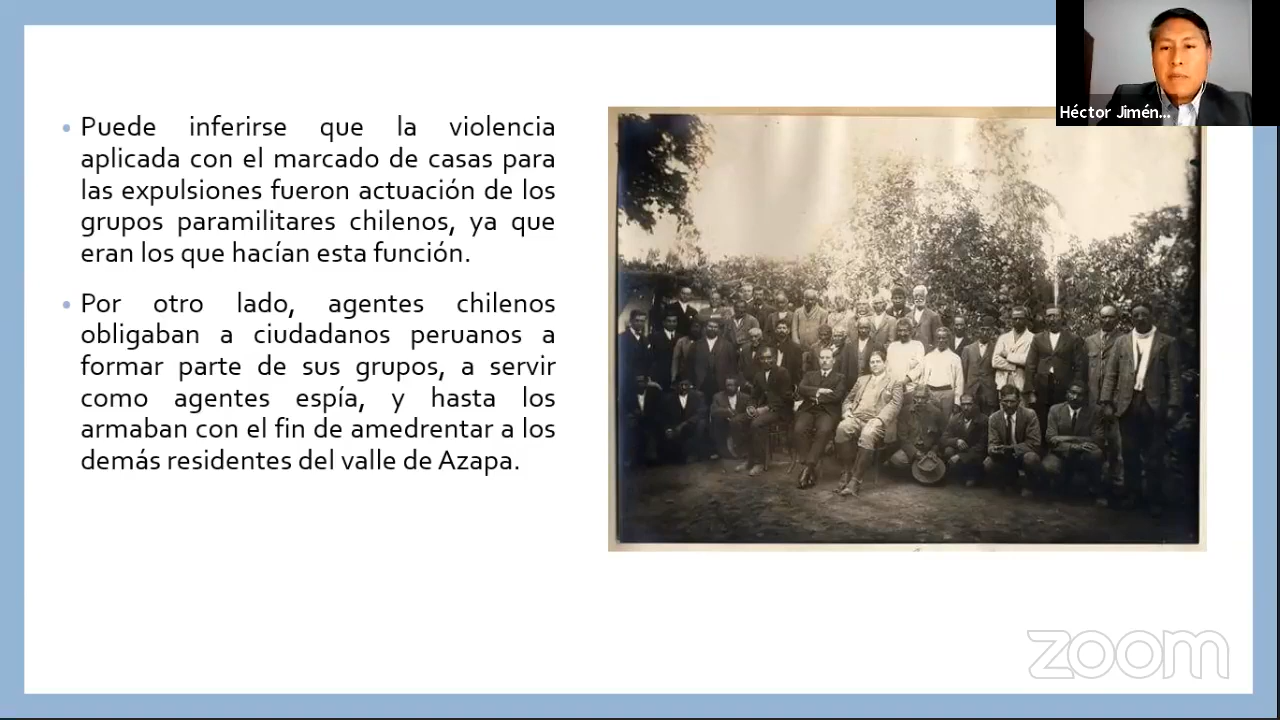 Puede inferirse que la violencia
aplicada con el marcado de casas para
las expulsiones fueron actuación de los
grupos paramilitares chilenos, ya que
eran los que hacían esta función.
Por otro lado, agentes chilenos
obligaban a ciudadanos peruanos a
formar parte de sus grupos, a servir
como agentes espía, y hasta los
armaban con el fin de amedrentar a los
demás residentes del valle de Azapa.
Héctor Jimén...
zoom